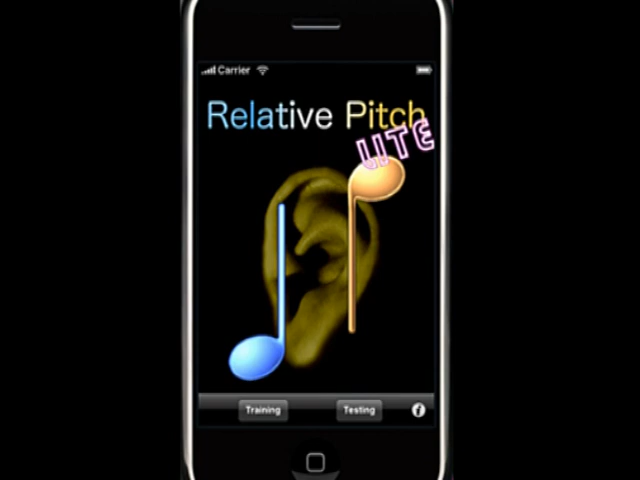 Carrier
Relative Pitch
LITE
Training
Testing
i